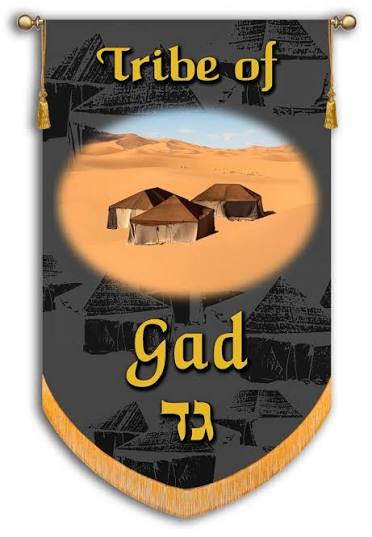 Tribe of
Gad
גד